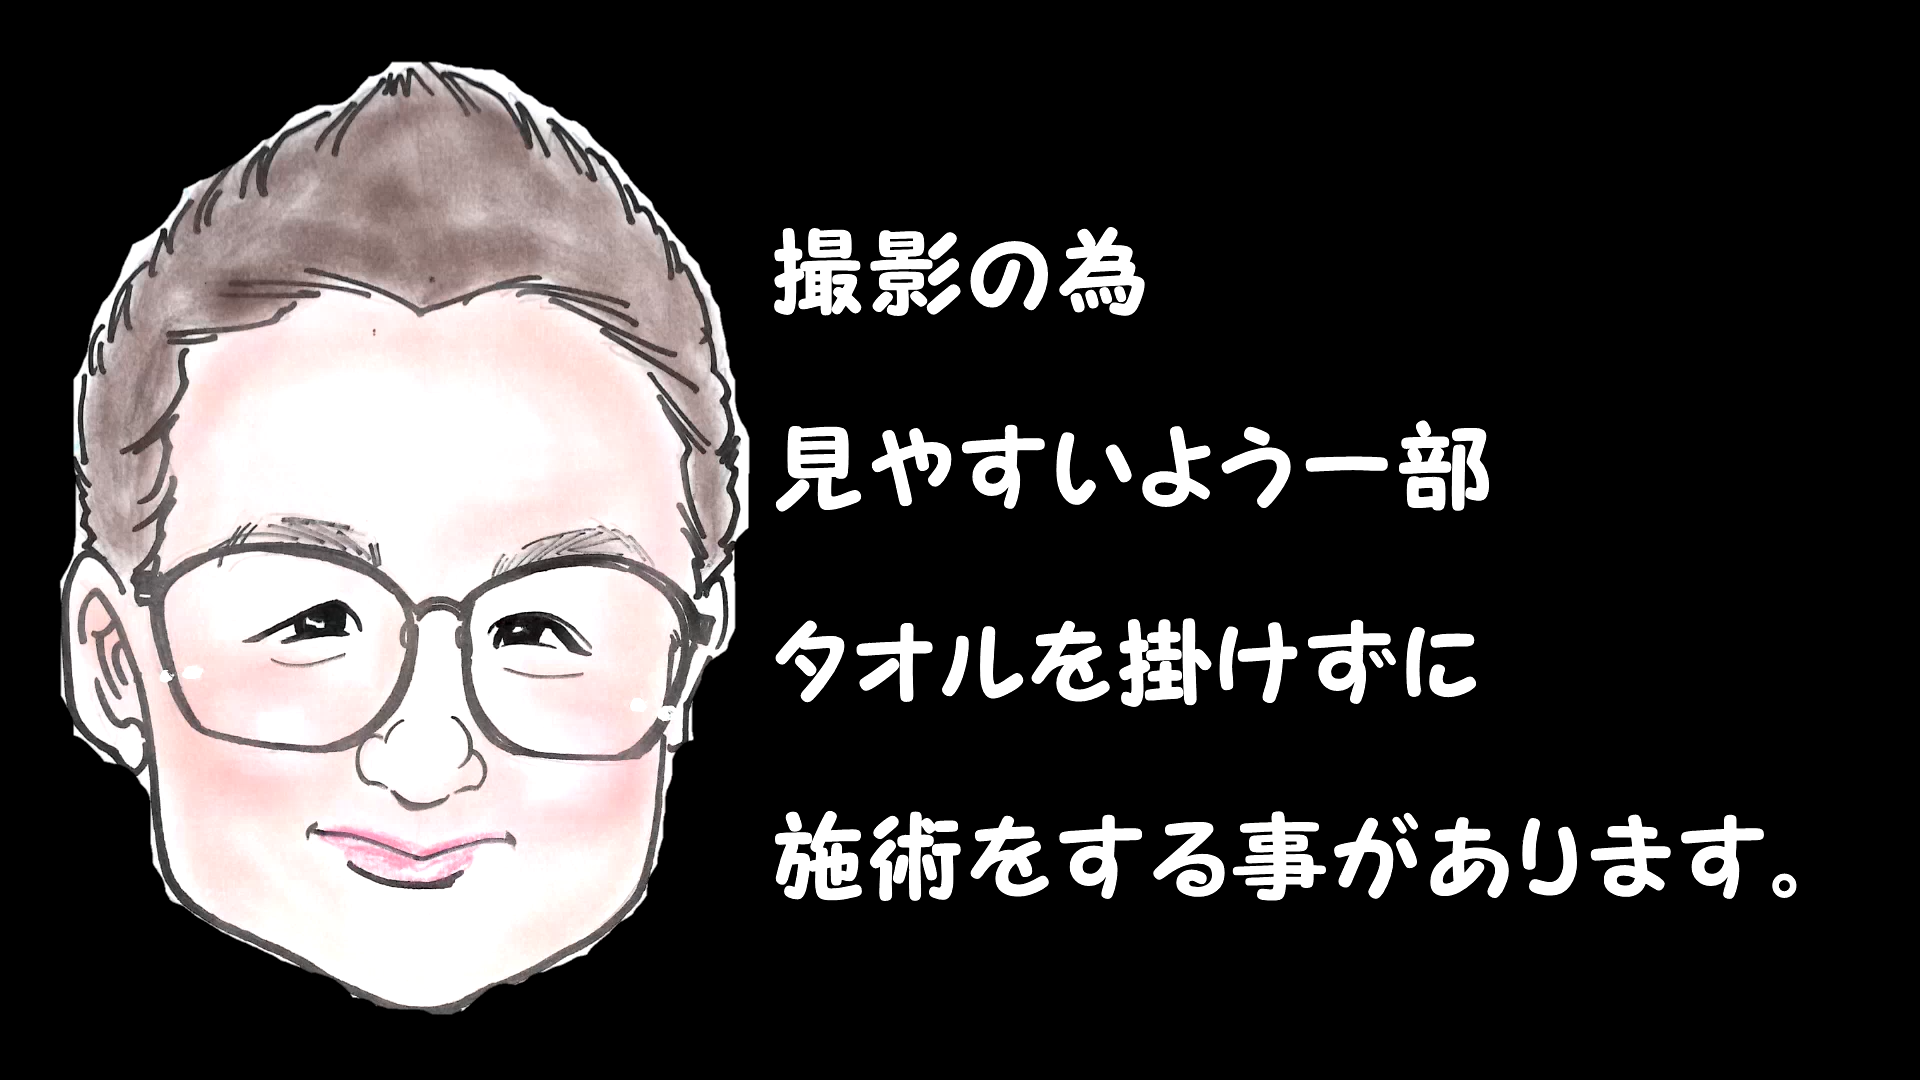 撮影の為
見やすいよう一部
タオルを掛けずに
施術をする事があります。